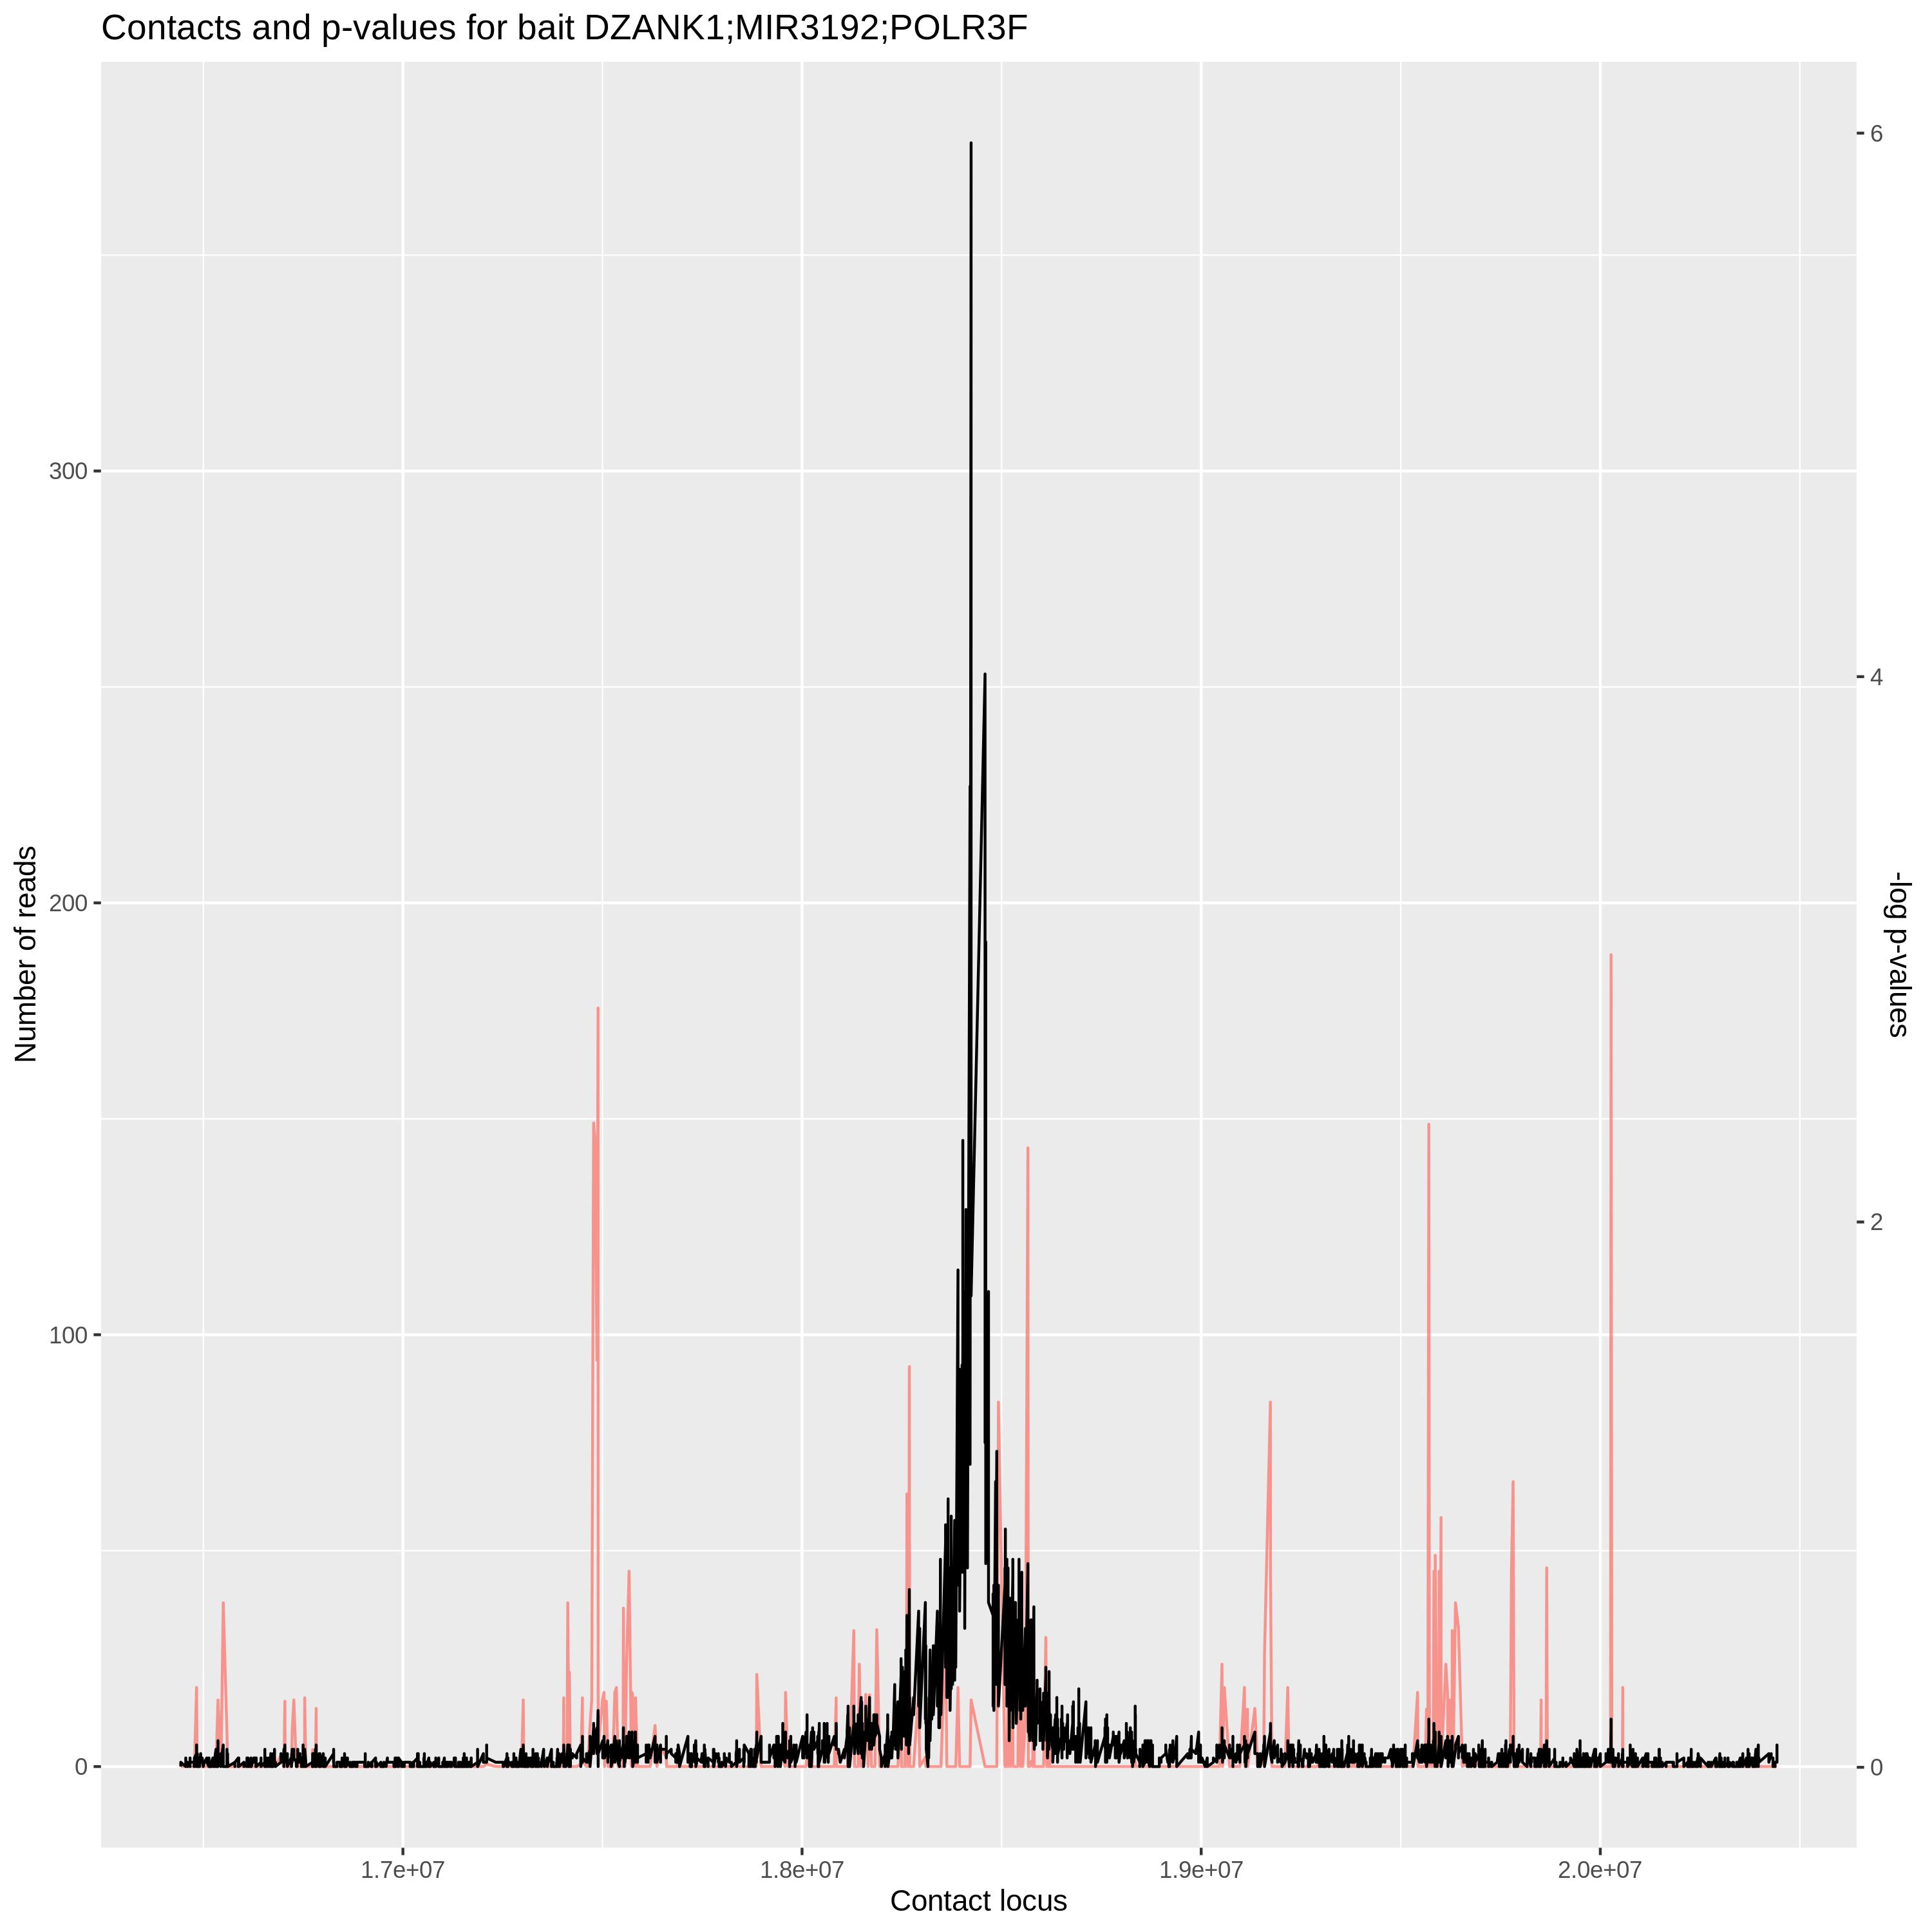 Contacts and p-values for bait DZANK1;MIR3192;POLR3F
6
300
4
200
Number of reads
-log p-values
2
100
0
0
1.7e+07
1.8e+07
1.9e+07
2.0e+07
Contact locus